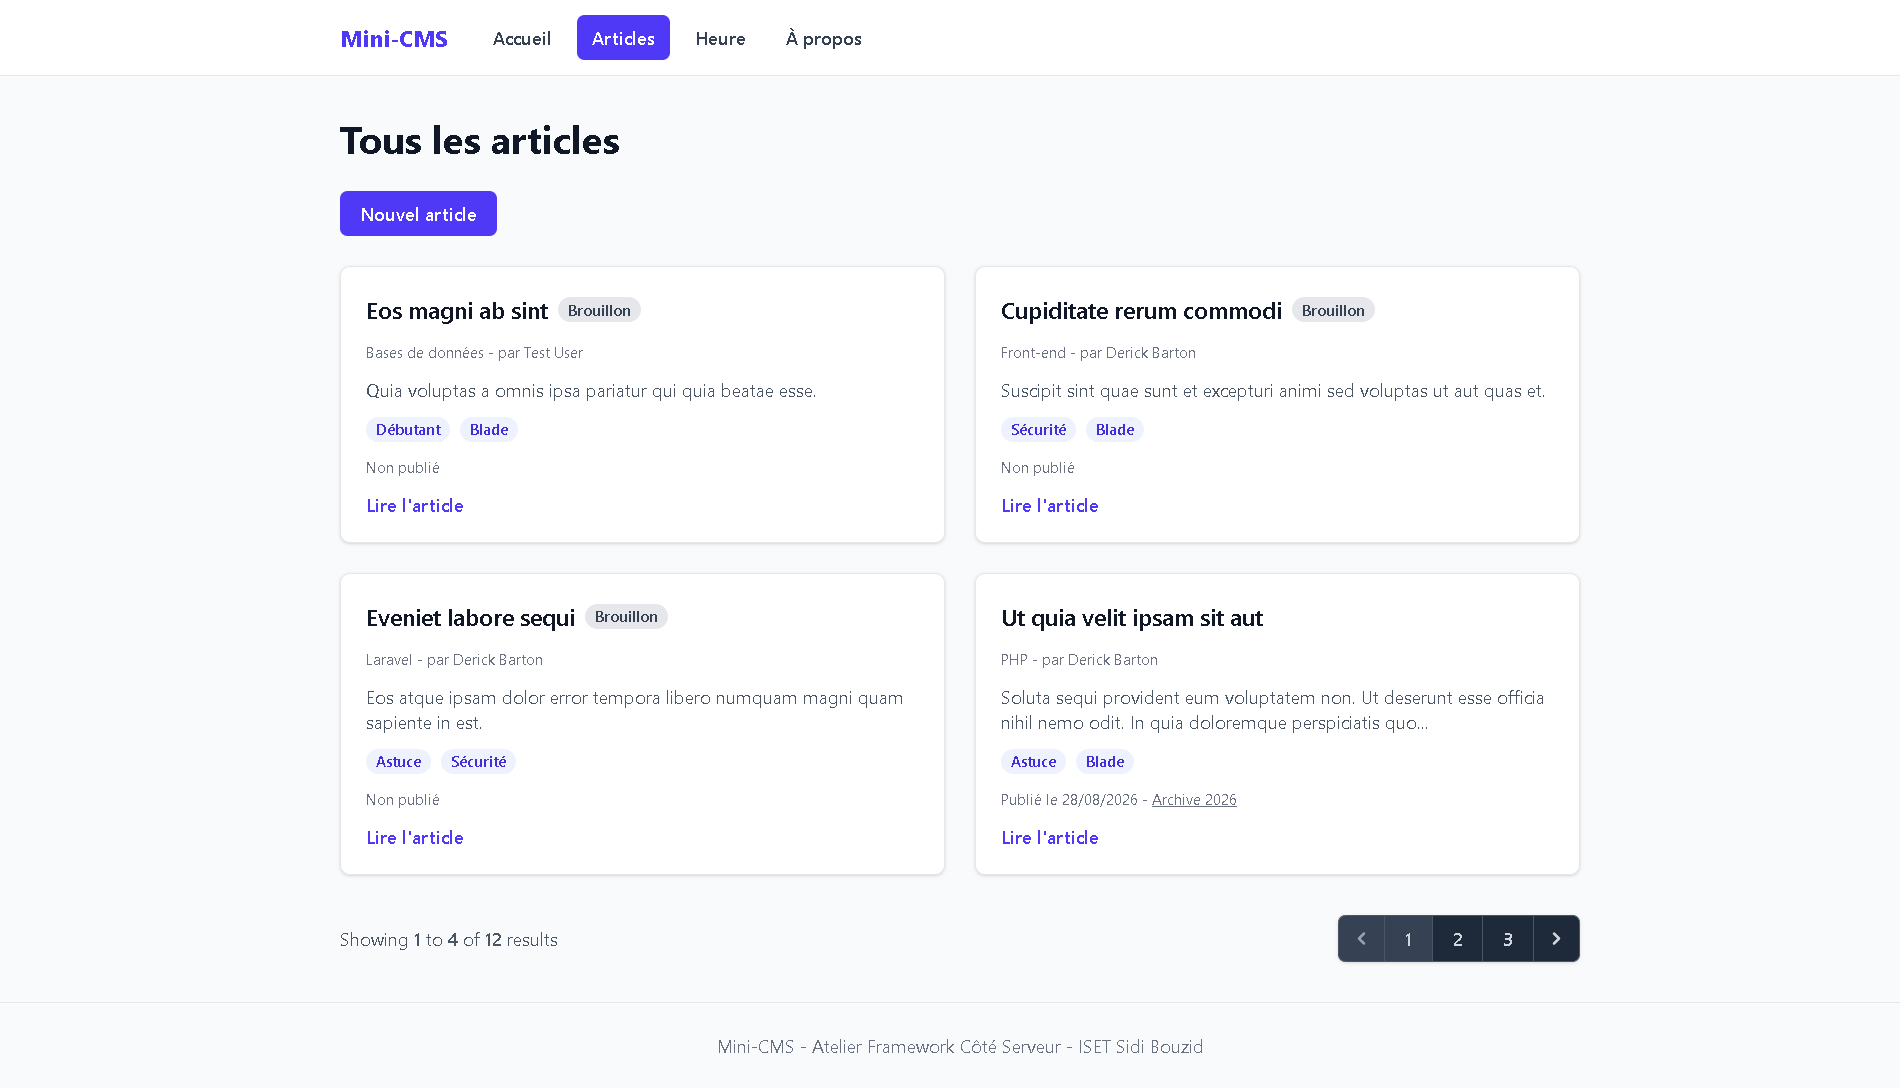 Mini-CMS Accueil Articles Heure À propos
Tous les articles
Nouvel article
Eos magni ab sint Brouillon
Bases de données - par Test User
Quia voluptas a omnis ipsa pariatur qui quia beatae esse.
Débutant Blade
Non publié
Lire l'article
Cupiditate rerum commodi Brouillon
Front-end - par Derick Barton
Suscipit sint quae sunt et excepturi animi sed voluptas ut aut quas et.
Sécurité Blade
Non publié
Lire l'article
Eveniet labore sequi Brouillon
Laravel - par Derick Barton
Eos atque ipsam dolor error tempora libero numquam magni quam
sapiente in est.
Astuce Sécurité
Non publié
Lire l'article
Ut quia velit ipsam sit aut
PHP - par Derick Barton
Soluta sequi provident eum voluptatem non. Ut deserunt esse officia
nihil nemo odit. In quia doloremque perspiciatis quo...
Astuce Blade
Publié le 28/08/2026 - Archive 2026
Lire l'article
Showing 1 to 4 of 12 results
1 2 3
Mini-CMS - Atelier Framework Côté Serveur - ISET Sidi Bouzid